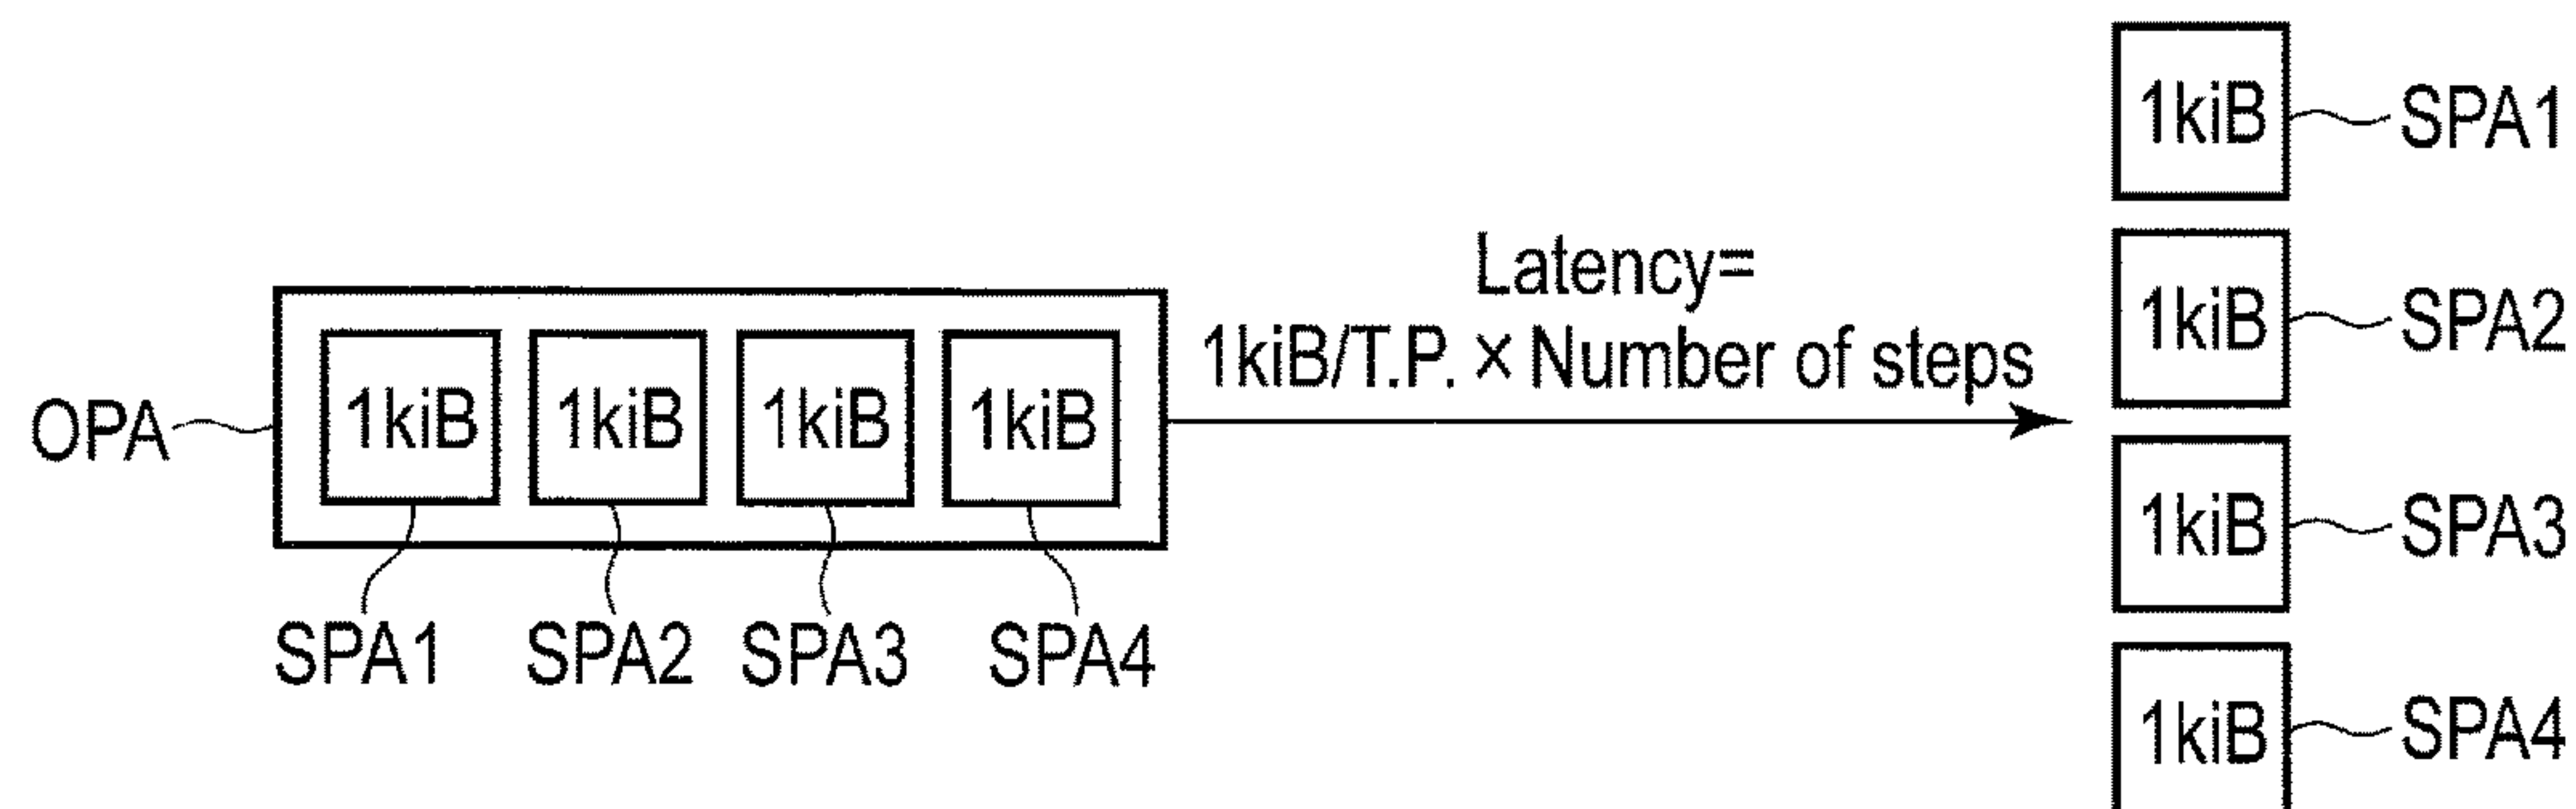 OPA
1kiB 1kiB 1kiB 1kiB
SPA1 SPA2 SPA3 SPA4
Latency=
1kiB/T.P. × Number of steps
1kiB SPA1
1kiB SPA2
1kiB SPA3
1kiB SPA4